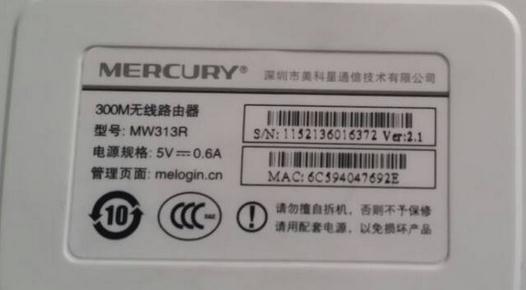 MERCURY® 深圳市美科星通信技术有限公司
300M无线路由器
型号: MW313R
电源规格: 5V⎓0.6A
管理页面: melogin.cn
S/N: 1152136016372 Ver:2.1
MAC: 6C594047692E
10
CCC
请勿擅自拆机，否则不予保修
请用配套电源，以免损坏产品